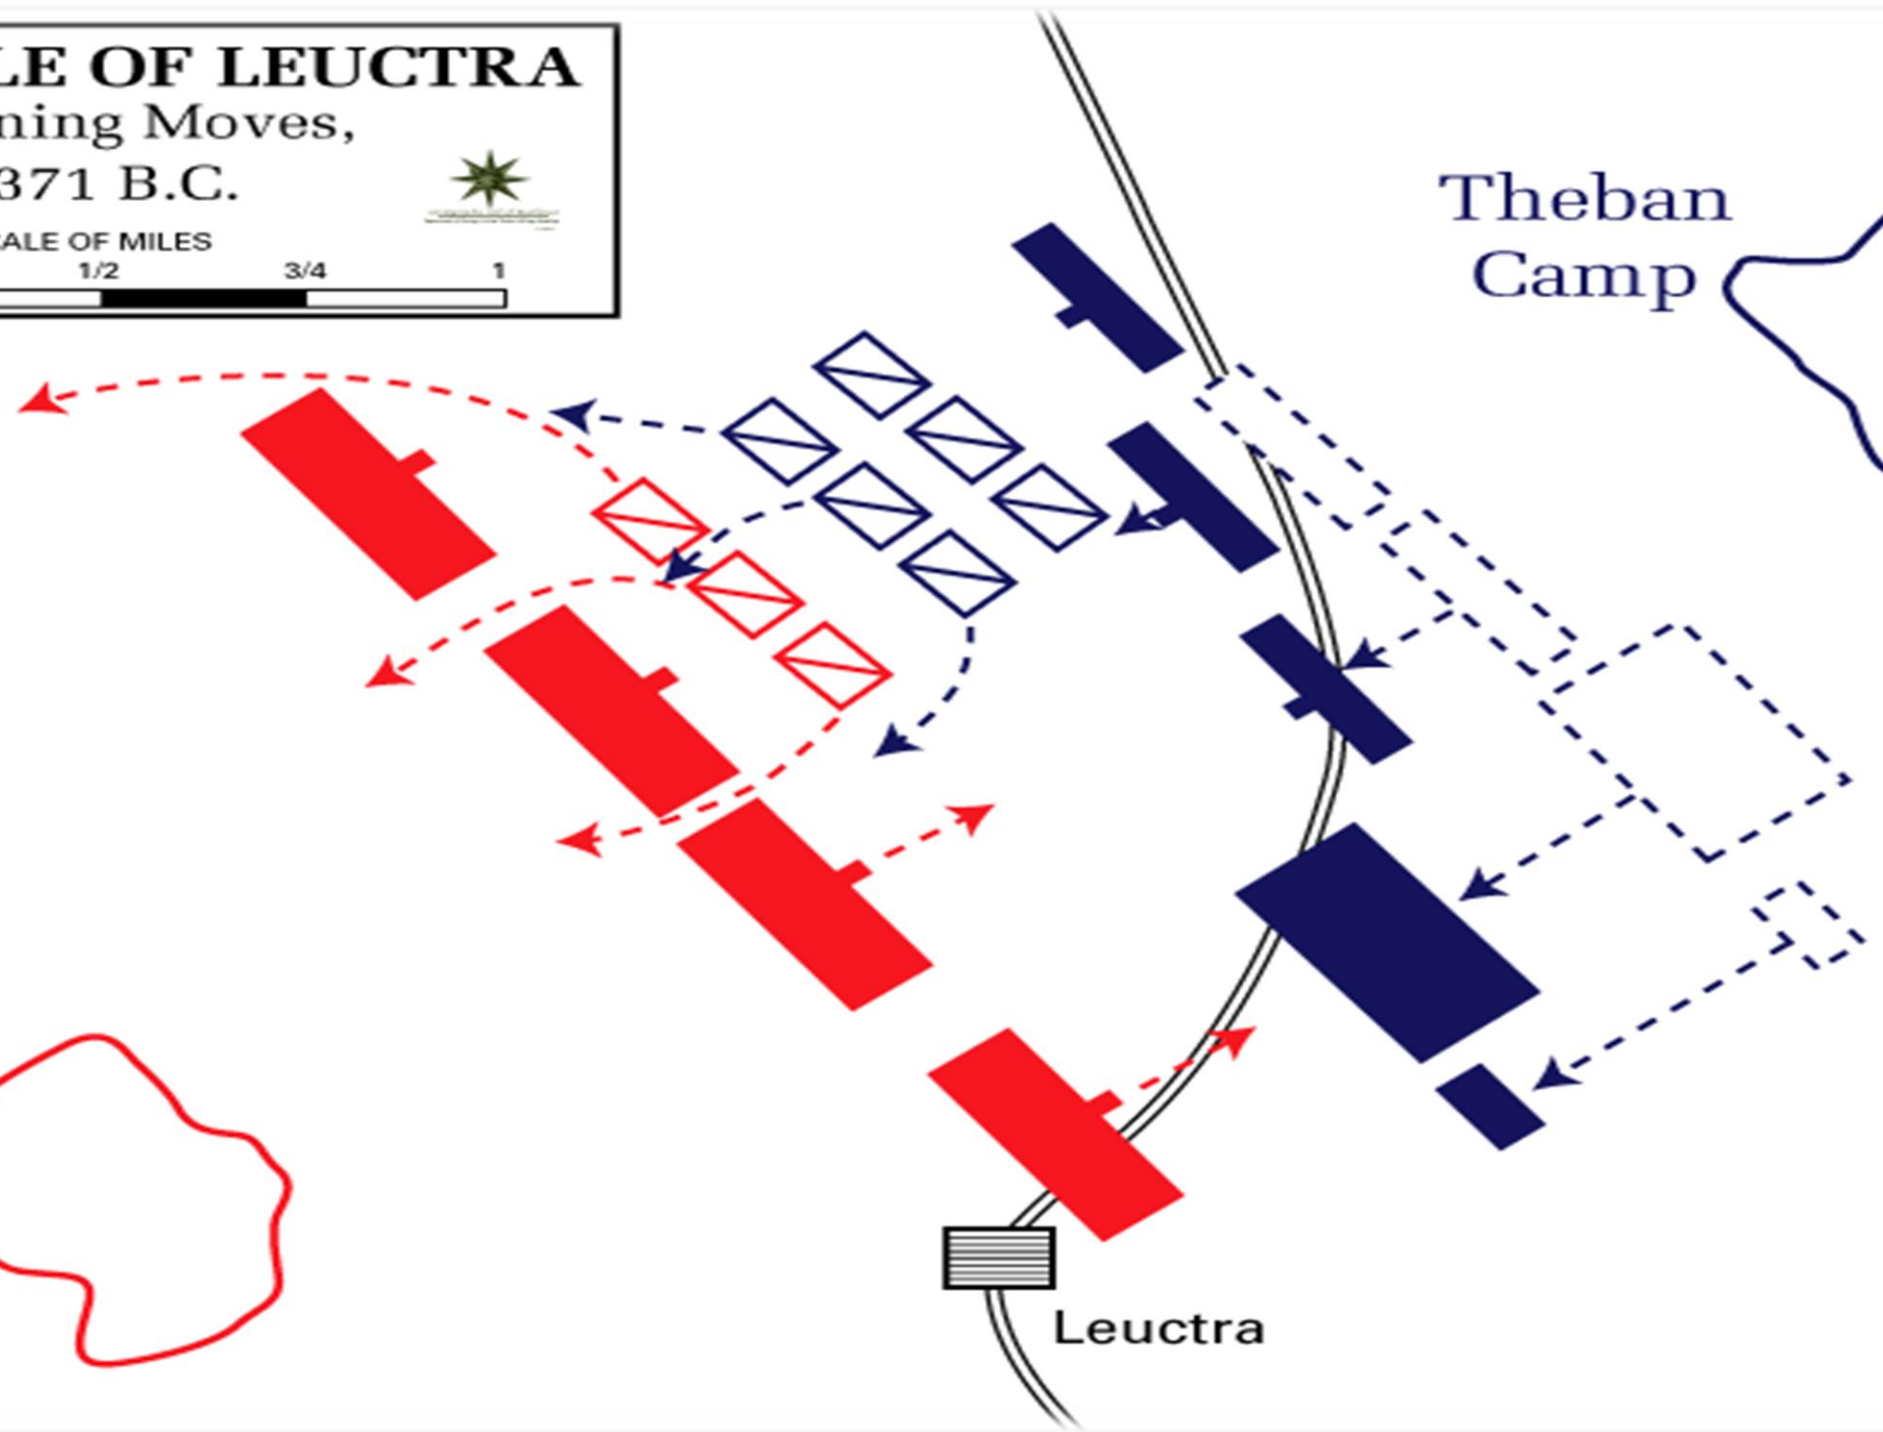 LE OF LEUCTRA
ning Moves,
371 B.C.
ALE OF MILES
1/2 3/4 1
Theban
Camp
Leuctra